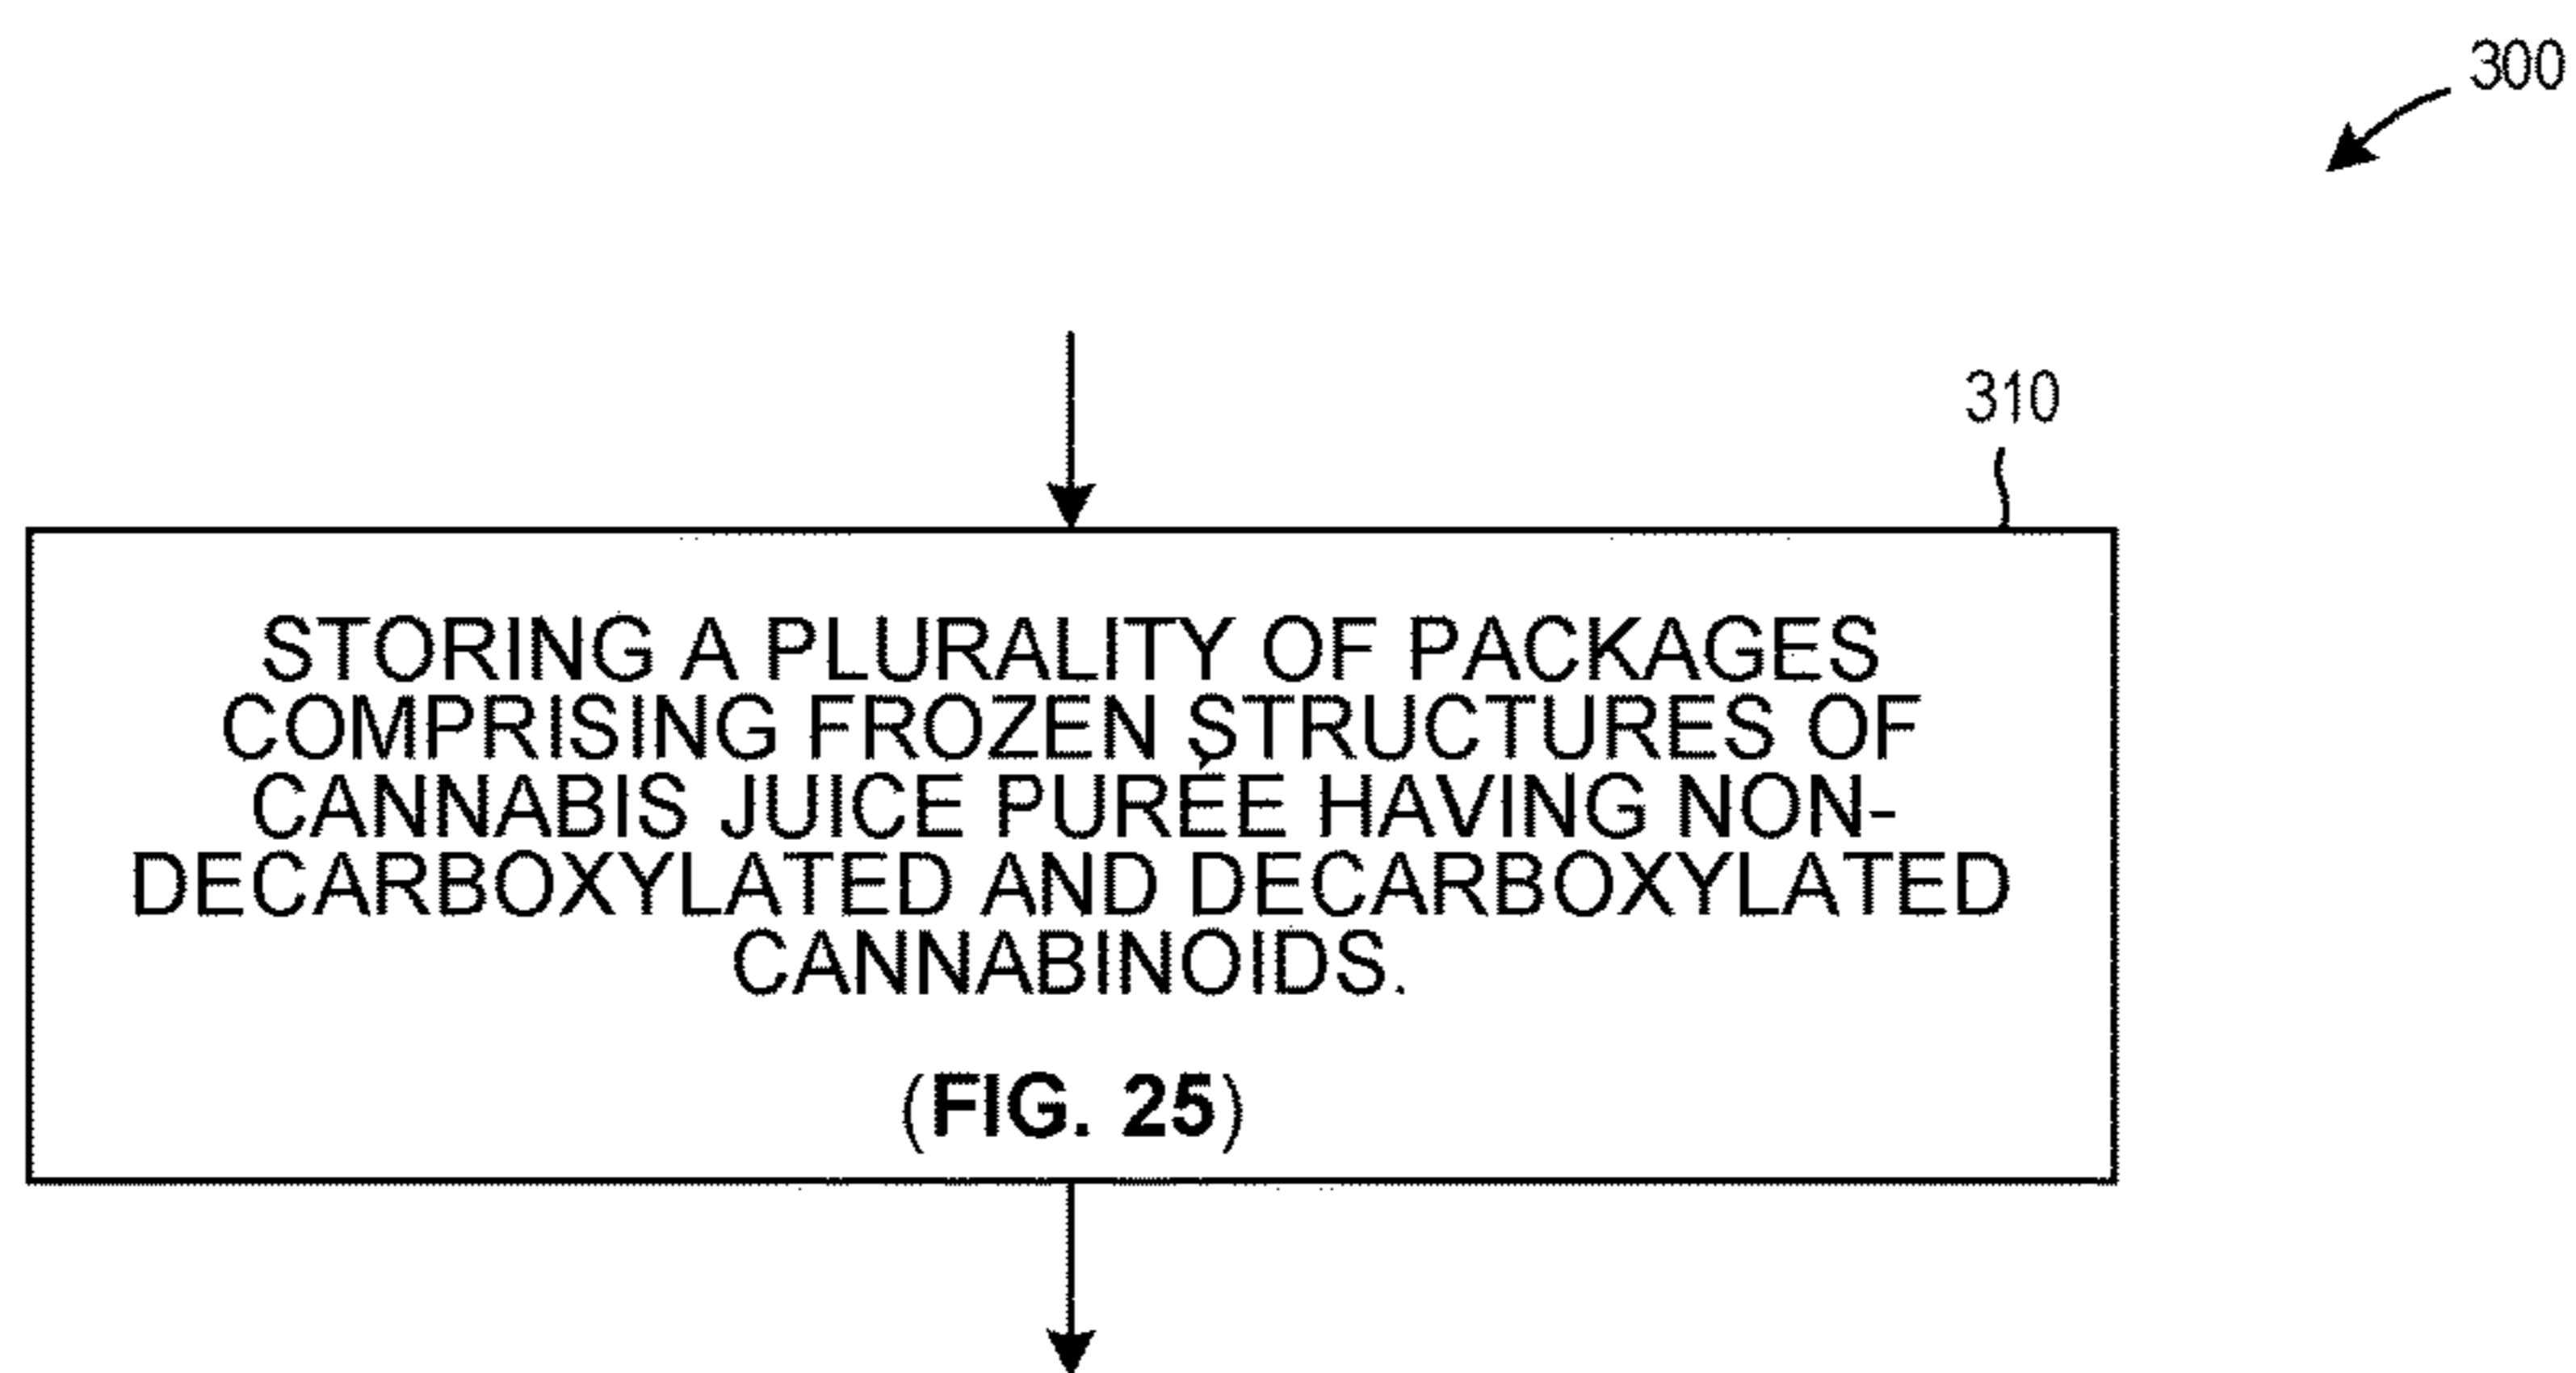 300
310
STORING A PLURALITY OF PACKAGES
COMPRISING FROZEN STRUCTURES OF
CANNABIS JUICE PURÉE HAVING NON-
DECARBOXYLATED AND DECARBOXYLATED
CANNABINOIDS.
(FIG. 25)